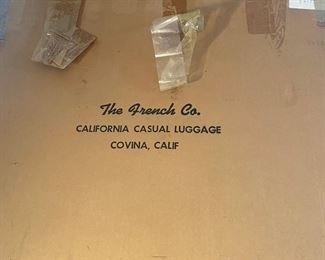 The French Co.
CALIFORNIA CASUAL LUGGAGE
COVINA, CALIF